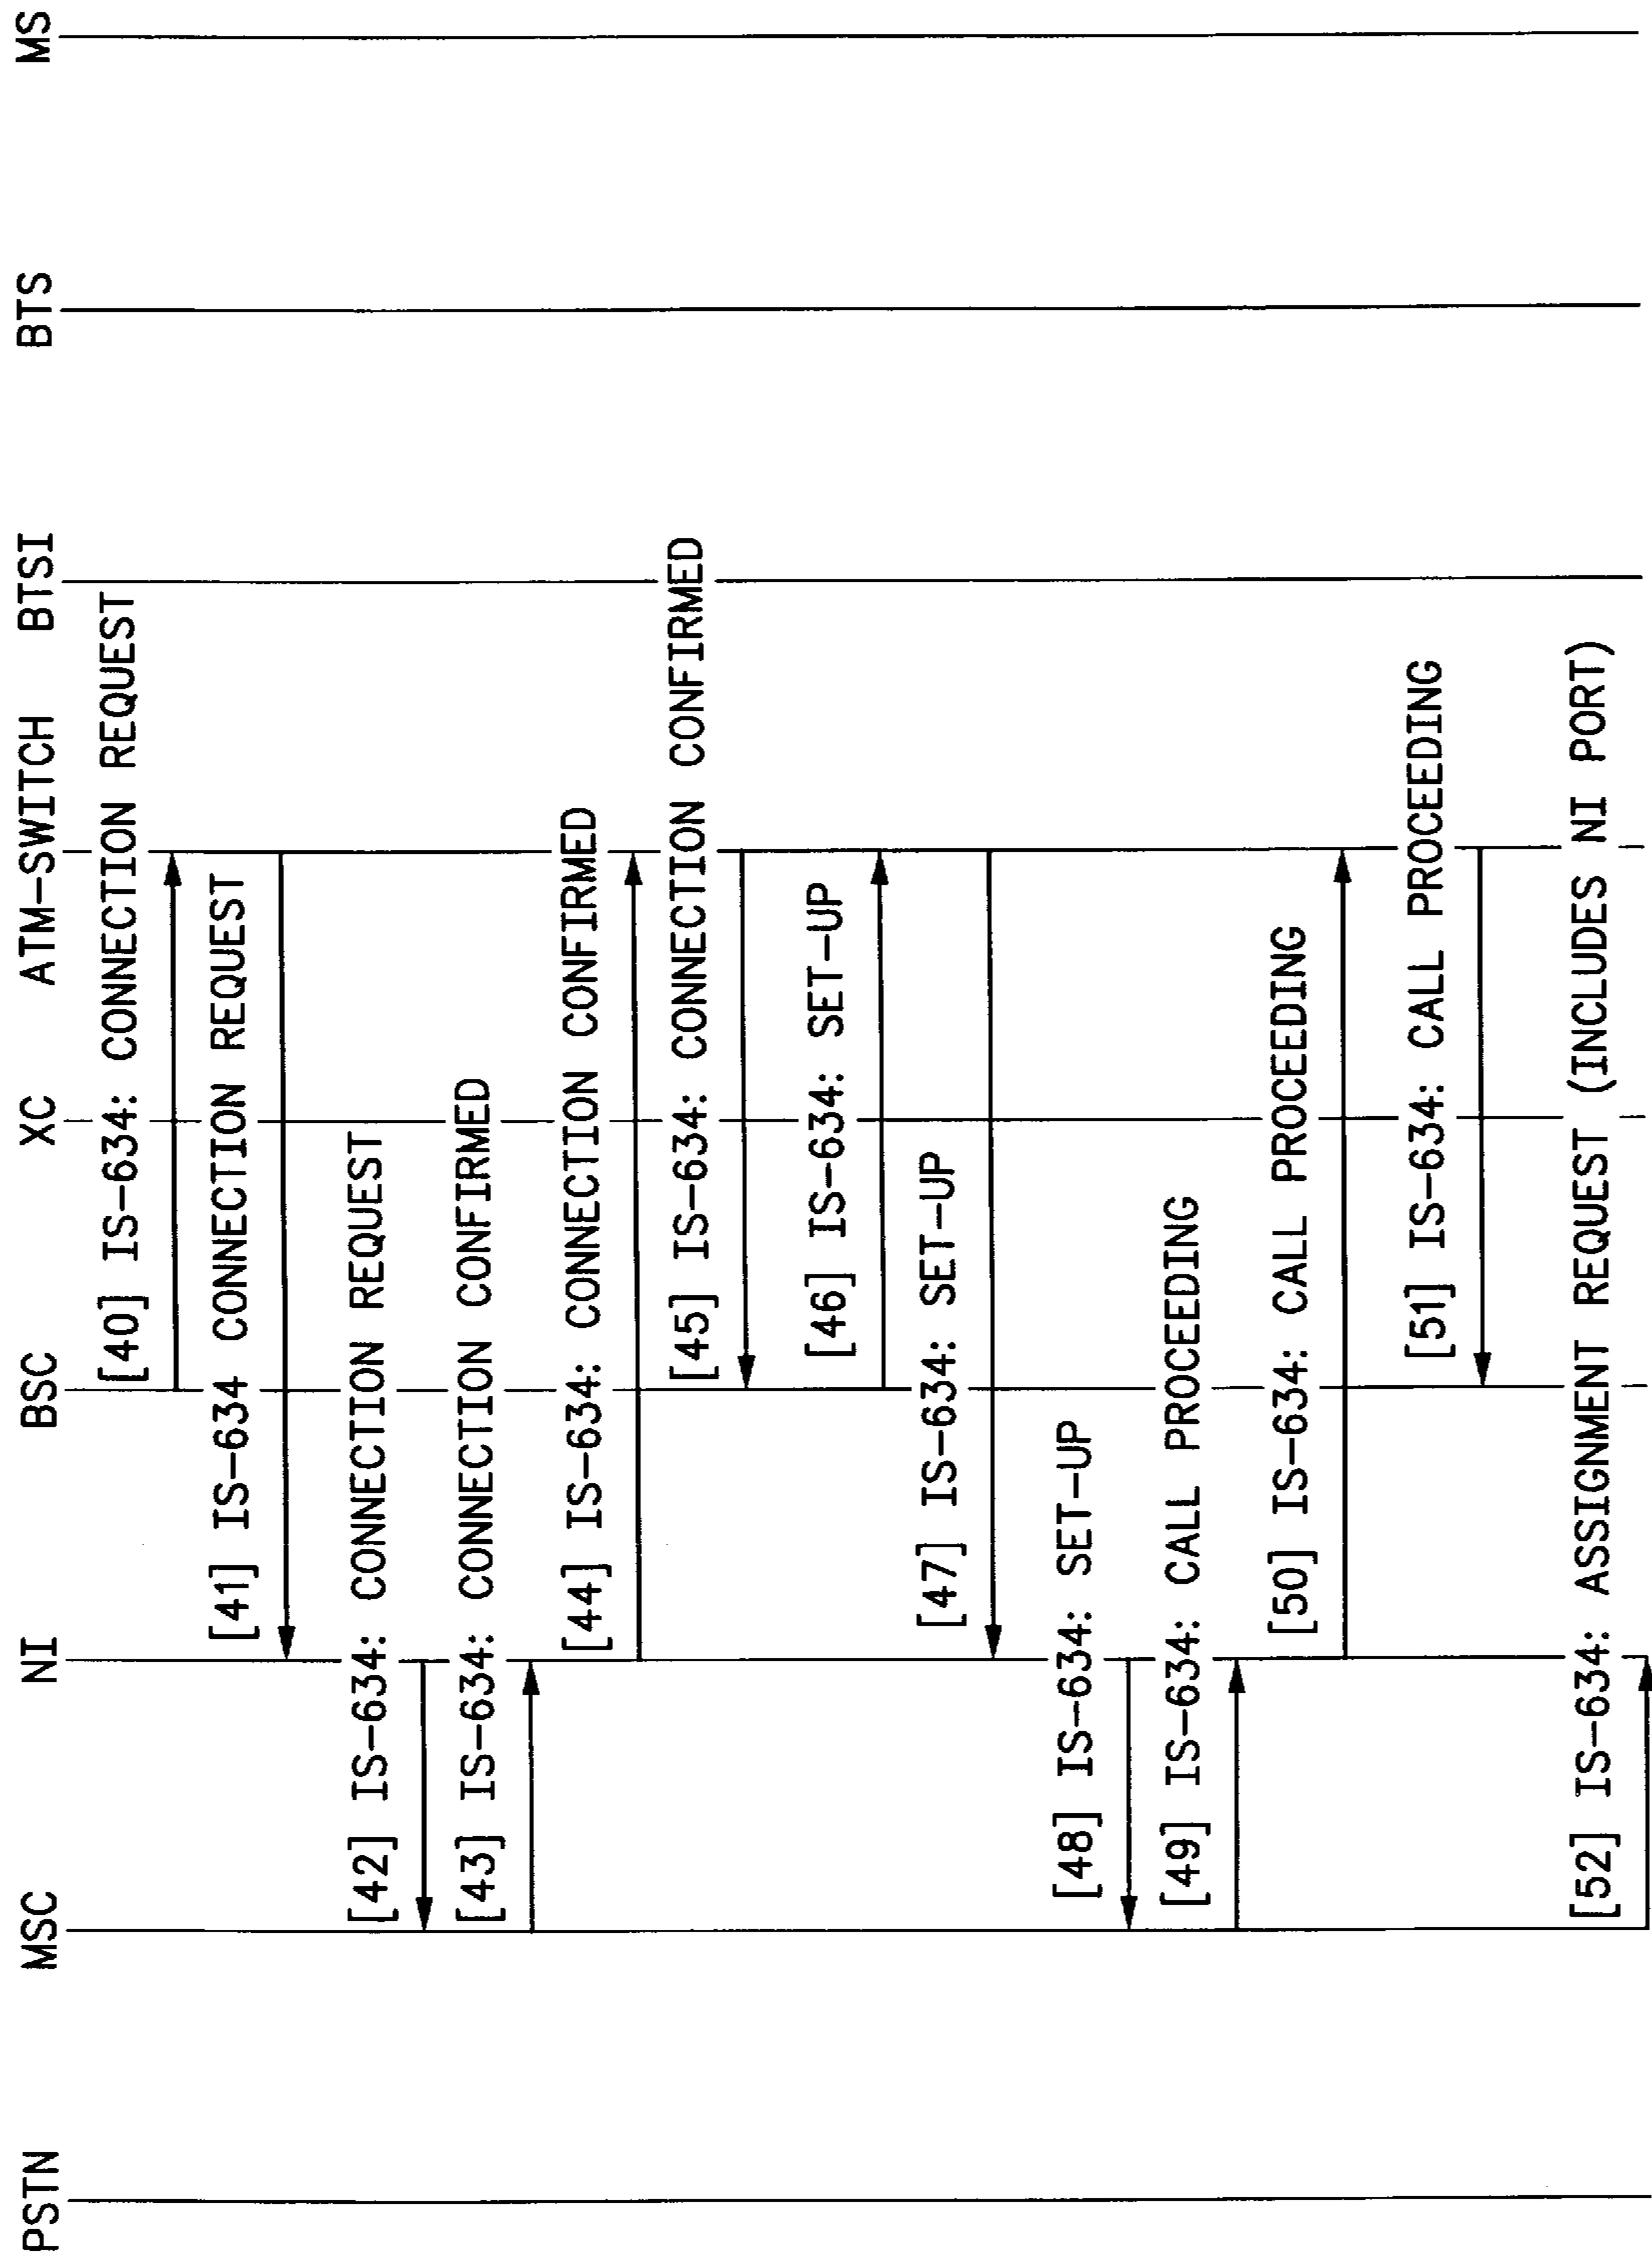 PSTN MSC NI BSC XC ATM-SWITCH BTSI BTS MS
[40] IS-634: CONNECTION REQUEST
[41] IS-634 CONNECTION REQUEST
[42] IS-634: CONNECTION REQUEST
[43] IS-634: CONNECTION CONFIRMED
[44] IS-634: CONNECTION CONFIRMED
[45] IS-634: CONNECTION CONFIRMED
[46] IS-634: SET-UP
[47] IS-634: SET-UP
[48] IS-634: SET-UP
[49] IS-634: CALL PROCEEDING
[50] IS-634: CALL PROCEEDING
[51] IS-634: CALL PROCEEDING
[52] IS-634: ASSIGNMENT REQUEST (INCLUDES NI PORT)